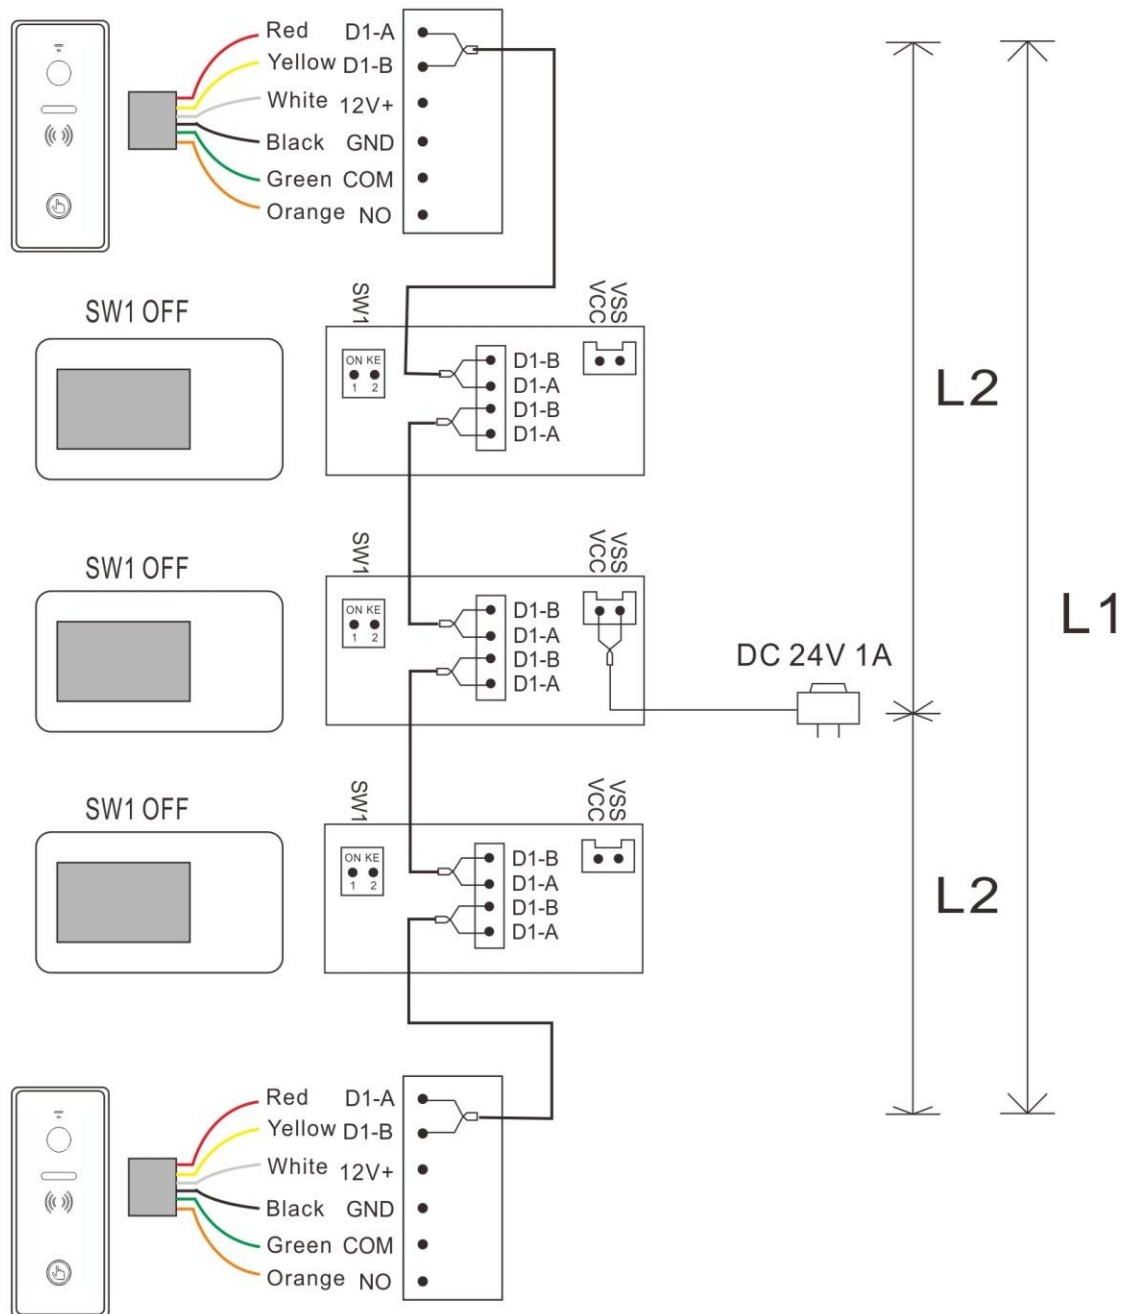 Red D1-A
Yellow D1-B
White 12V+
Black GND
Green COM
Orange NO
SW1 OFF
SW1
VCC
VSS
ON KE
1 2
D1-B
D1-A
D1-B
D1-A
L2
SW1 OFF
SW1
VCC
VSS
ON KE
1 2
D1-B
D1-A
D1-B
D1-A
L1
DC 24V 1A
SW1 OFF
SW1
VCC
VSS
ON KE
1 2
D1-B
D1-A
D1-B
D1-A
L2
Red D1-A
Yellow D1-B
White 12V+
Black GND
Green COM
Orange NO